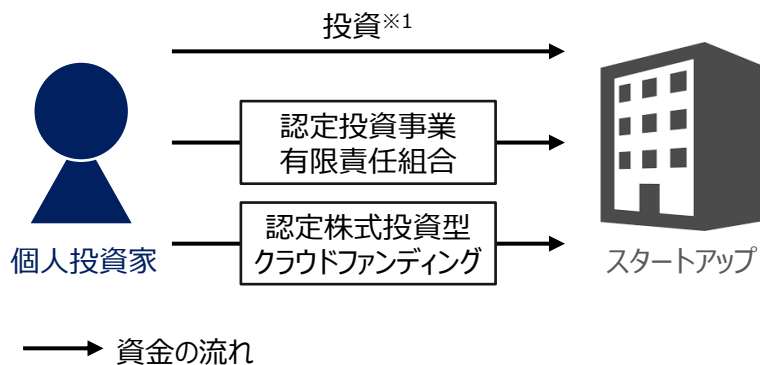 投資※1
認定投資事業
有限責任組合
認定株式投資型
クラウドファンディング
個人投資家
スタートアップ
資金の流れ